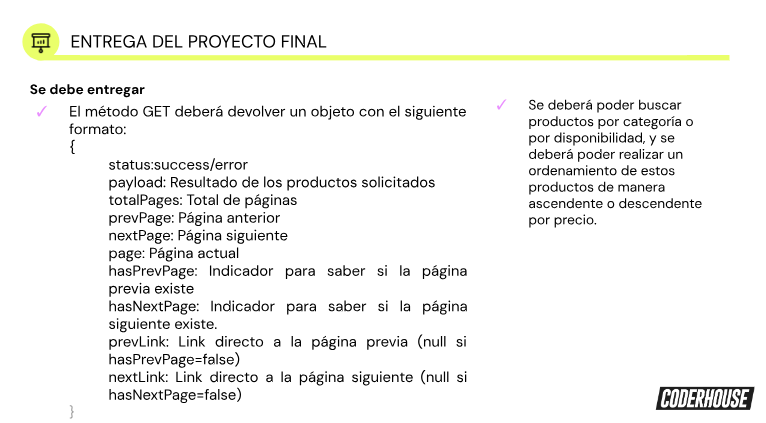 ENTREGA DEL PROYECTO FINAL
Se debe entregar
✓ El método GET deberá devolver un objeto con el siguiente
formato:
{
status:success/error
payload: Resultado de los productos solicitados
totalPages: Total de páginas
prevPage: Página anterior
nextPage: Página siguiente
page: Página actual
hasPrevPage: Indicador para saber si la página
previa existe
hasNextPage: Indicador para saber si la página
siguiente existe.
prevLink: Link directo a la página previa (null si
hasPrevPage=false)
nextLink: Link directo a la página siguiente (null si
hasNextPage=false)
}
✓ Se deberá poder buscar
productos por categoría o
por disponibilidad, y se
deberá poder realizar un
ordenamiento de estos
productos de manera
ascendente o descendente
por precio.
CODERHOUSE